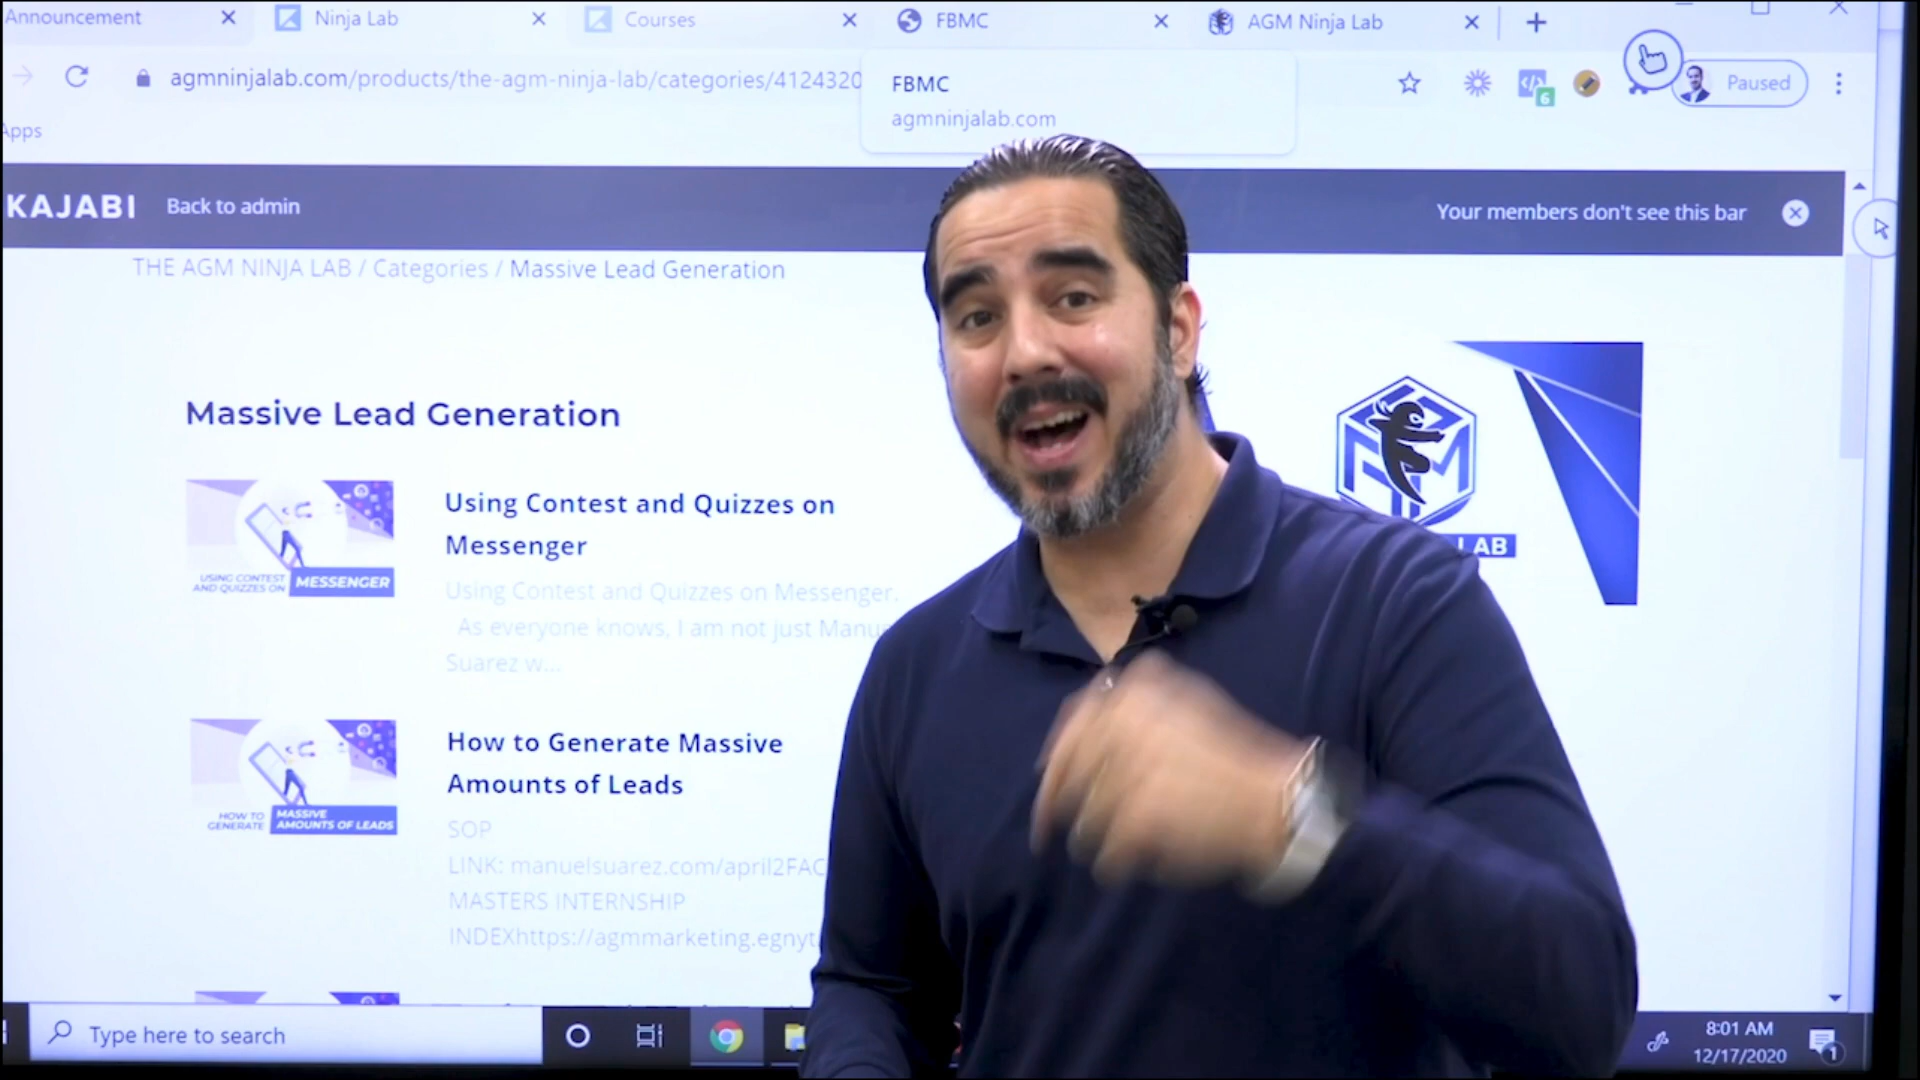 Announcement
Ninja Lab
Courses
FBMC
AGM Ninja Lab
agmninjalab.com/products/the-agm-ninja-lab/categories/4124320
FBMC
agmninjalab.com
6
Paused
Apps
KAJABI
Back to admin
Your members don't see this bar
THE AGM NINJA LAB / Categories / Massive Lead Generation
Massive Lead Generation
USING CONTEST
AND QUIZZES ON
MESSENGER
Using Contest and Quizzes on
Messenger
Using Contest and Quizzes on Messenger.
As everyone knows, I am not just Manu
Suarez w...
LAB
HOW TO
GENERATE
MASSIVE
AMOUNTS OF LEADS
How to Generate Massive
Amounts of Leads
SOP
LINK: manuelsuarez.com/april2FAC
MASTERS INTERNSHIP
INDEXhttps://agmmarketing.egnyt
Type here to search
8:01 AM
12/17/2020
1